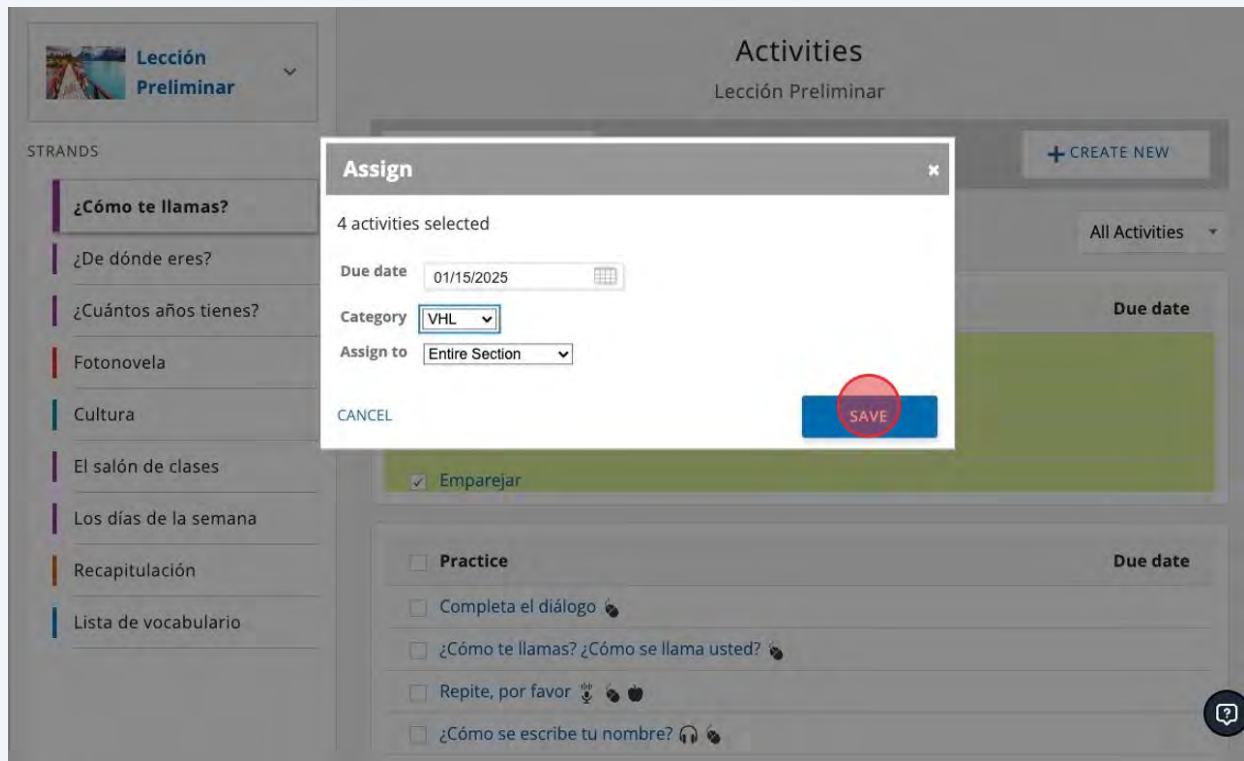 Lección
Preliminar
STRANDS
¿Cómo te llamas?
¿De dónde eres?
¿Cuántos años tienes?
Fotonovela
Cultura
El salón de clases
Los días de la semana
Recapitulación
Lista de vocabulario
Activities
Lección Preliminar
+ CREATE NEW
All Activities
Due date
Assign
4 activities selected
Due date 01/15/2025
Category VHL
Assign to Entire Section
CANCEL SAVE
Emparejar
Practice Due date
Completa el diálogo
¿Cómo te llamas? ¿Cómo se llama usted?
Repite, por favor
¿Cómo se escribe tu nombre?